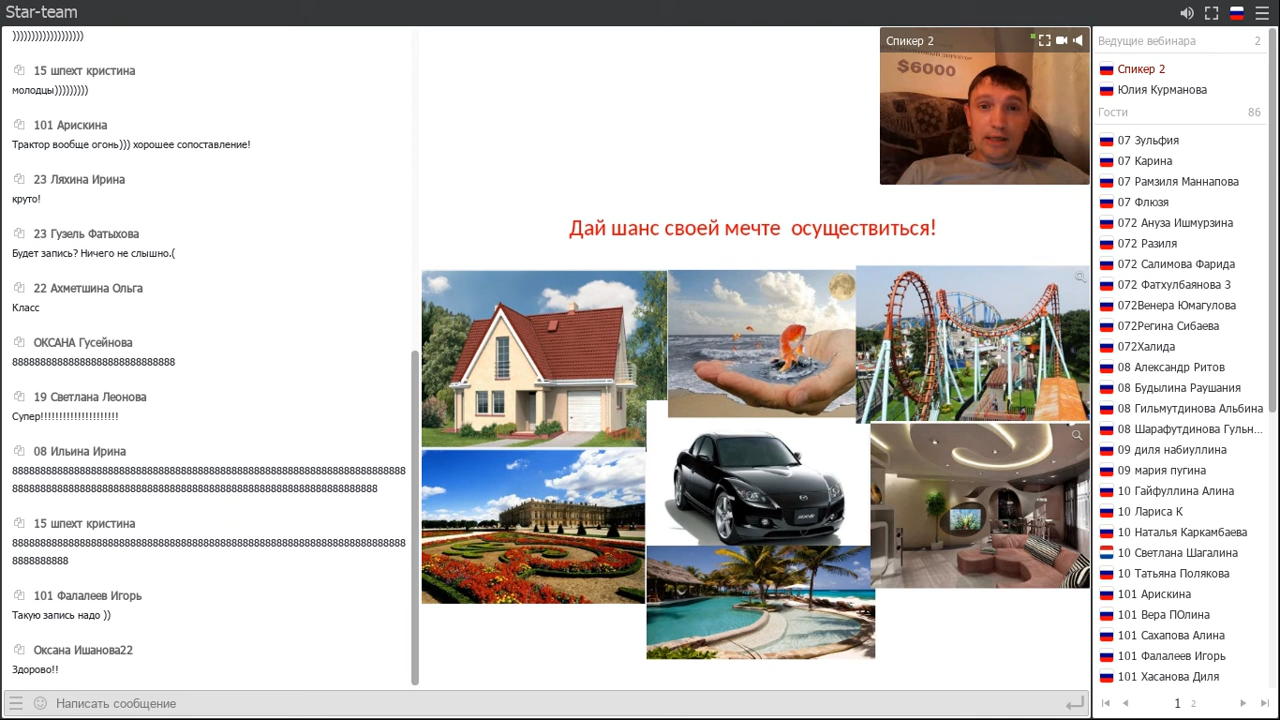 Star-team
)))))))))))))))))))
15 шпехт кристина
молодцы)))))))))
101 Арискина
Трактор вообще огонь))) хорошее сопоставление!
23 Ляхина Ирина
круто!
23 Гузель Фатыхова
Будет запись? Ничего не слышно.(
22 Ахметшина Ольга
Класс
ОКСАНА Гусейнова
19 Светлана Леонова
08 Ильина Ирина
15 шпехт кристина
8888888888
101 Фалалеев Игорь
Такую запись надо ))
Оксана Ишанова22
Здорово!!
Написать сообщение
Спикер 2
$6000
Дай шанс своей мечте осуществиться!
Ведущие вебинара 2
Спикер 2
Юлия Курманова
Гости 86
07 Зульфия
07 Карина
07 Рамзиля Маннапова
07 Флюзя
072 Ануза Ишмурзина
072 Разиля
072 Салимова Фарида
072 Фатхулбаянова З
072Венера Юмагулова
072Регина Сибаева
072Халида
08 Александр Ритов
08 Будылина Раушания
08 Гильмутдинова Альбина
08 Шарафутдинова Гульн...
09 диля набиуллина
09 мария пугина
10 Гайфуллина Алина
10 Лариса К
10 Наталья Каркамбаева
10 Светлана Шагалина
10 Татьяна Полякова
101 Арискина
101 Вера ПОлина
101 Сахапова Алина
101 Фалалеев Игорь
101 Хасанова Диля
1 2